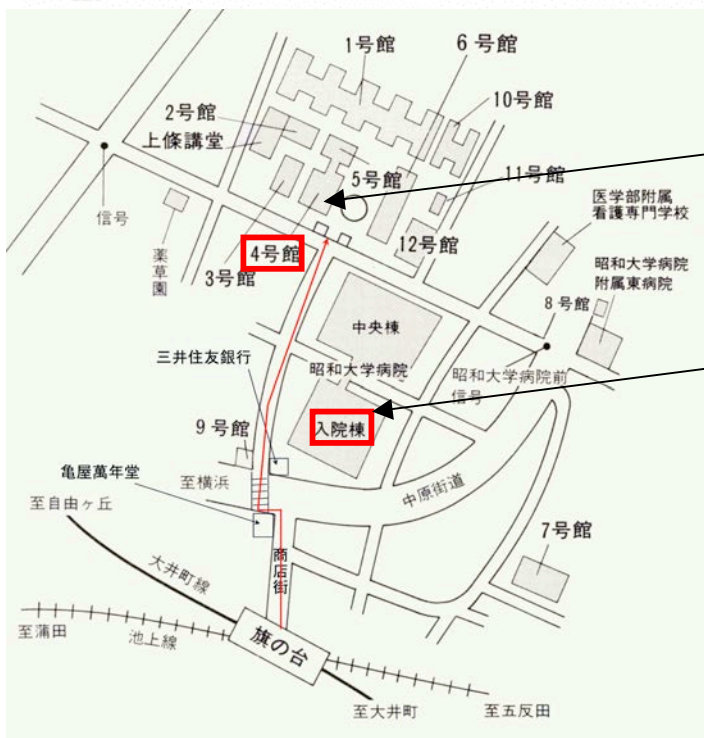 1号館
6号館
10号館
2号館
上條講堂
5号館
11号館
信号
医学部附属
看護専門学校
薬草園
4号館
12号館
3号館
昭和大学病院
附属東病院
8号館
中央棟
三井住友銀行
昭和大学病院
昭和大学病院前
信号
9号館
入院棟
亀屋萬年堂
至横浜
中原街道
至自由ヶ丘
7号館
大井町線
商店街
至蒲田
池上線
旗の台
至大井町
至五反田